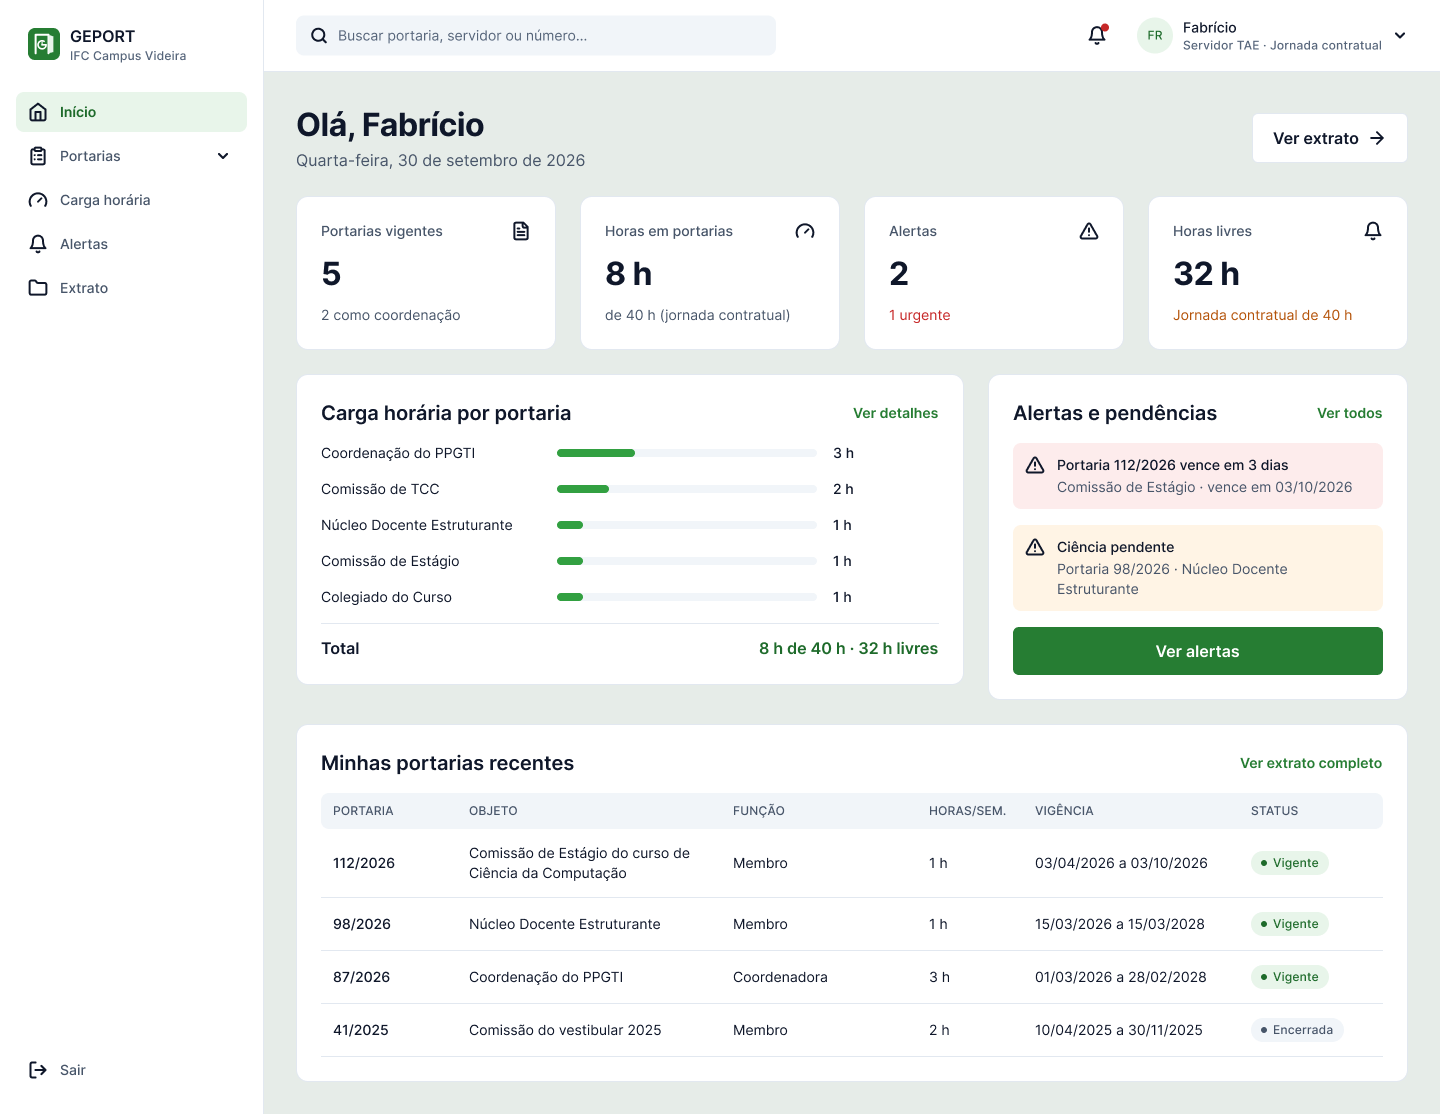 GEPORT
IFC Campus Videira
Início
Portarias
Carga horária
Alertas
Extrato
Sair
Buscar portaria, servidor ou número...
FR
Fabrício
Servidor TAE · Jornada contratual
Olá, Fabrício
Quarta-feira, 30 de setembro de 2026
Ver extrato
Portarias vigentes
5
2 como coordenação
Horas em portarias
8 h
de 40 h (jornada contratual)
Alertas
2
1 urgente
Horas livres
32 h
Jornada contratual de 40 h
Carga horária por portaria
Ver detalhes
Coordenação do PPGTI 3 h
Comissão de TCC 2 h
Núcleo Docente Estruturante 1 h
Comissão de Estágio 1 h
Colegiado do Curso 1 h
Total 8 h de 40 h · 32 h livres
Alertas e pendências
Ver todos
Portaria 112/2026 vence em 3 dias
Comissão de Estágio · vence em 03/10/2026
Ciência pendente
Portaria 98/2026 · Núcleo Docente
Estruturante
Ver alertas
Minhas portarias recentes
Ver extrato completo
PORTARIA OBJETO FUNÇÃO HORAS/SEM. VIGÊNCIA STATUS
112/2026 Comissão de Estágio do curso de
Ciência da Computação Membro 1 h 03/04/2026 a 03/10/2026 Vigente
98/2026 Núcleo Docente Estruturante Membro 1 h 15/03/2026 a 15/03/2028 Vigente
87/2026 Coordenação do PPGTI Coordenadora 3 h 01/03/2026 a 28/02/2028 Vigente
41/2025 Comissão do vestibular 2025 Membro 2 h 10/04/2025 a 30/11/2025 Encerrada